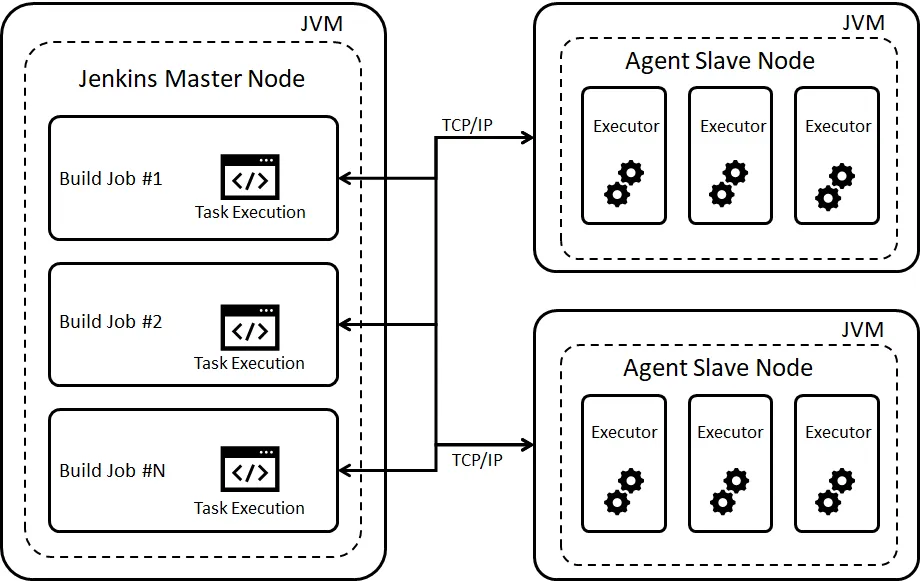 JVM
Jenkins Master Node
Build Job #1
</>
Task Execution
Build Job #2
</>
Task Execution
Build Job #N
</>
Task Execution
TCP/IP
TCP/IP
JVM
Agent Slave Node
Executor Executor Executor
JVM
Agent Slave Node
Executor Executor Executor